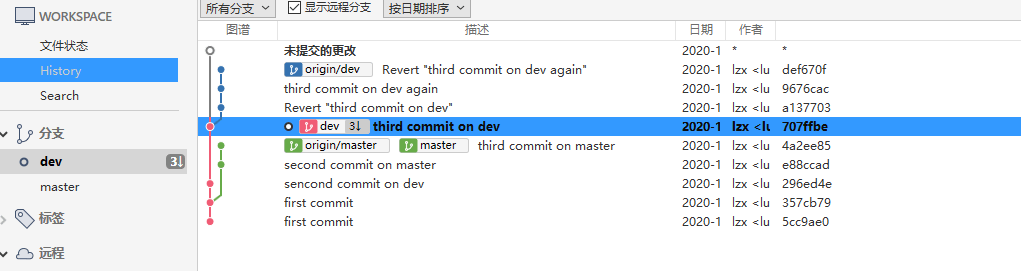 WORKSPACE
文件状态
History
Search
分支
dev 3↓
master
标签
远程
所有分支 显示远程分支 按日期排序
图谱 描述 日期 作者
未提交的更改 2020-1 * *
origin/dev Revert "third commit on dev again" 2020-1 lzx <lu def670f
third commit on dev again 2020-1 lzx <lu 9676cac
Revert "third commit on dev" 2020-1 lzx <lu a137703
dev 3↓ third commit on dev 2020-1 lzx <lu 707ffbe
origin/master master third commit on master 2020-1 lzx <lu 4a2ee85
second commit on master 2020-1 lzx <lu e88ccad
sencond commit on dev 2020-1 lzx <lu 296ed4e
first commit 2020-1 lzx <lu 357cb79
first commit 2020-1 lzx <lu 5cc9ae0